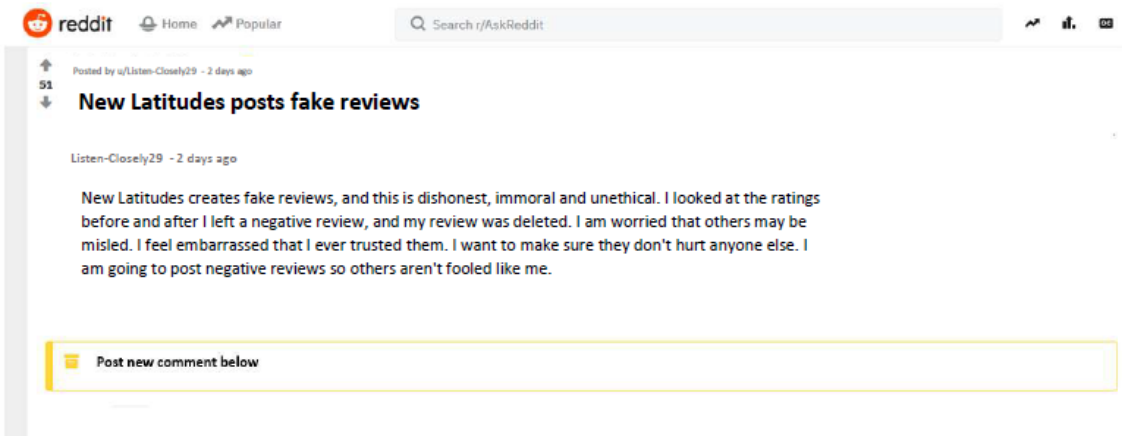 reddit Home Popular Search r/AskReddit
Posted by u/Listen-Closely29 - 2 days ago
51
New Latitudes posts fake reviews
Listen-Closely29 - 2 days ago
New Latitudes creates fake reviews, and this is dishonest, immoral and unethical. I looked at the ratings
before and after I left a negative review, and my review was deleted. I am worried that others may be
misled. I feel embarrassed that I ever trusted them. I want to make sure they don't hurt anyone else. I
am going to post negative reviews so others aren't fooled like me.
Post new comment below